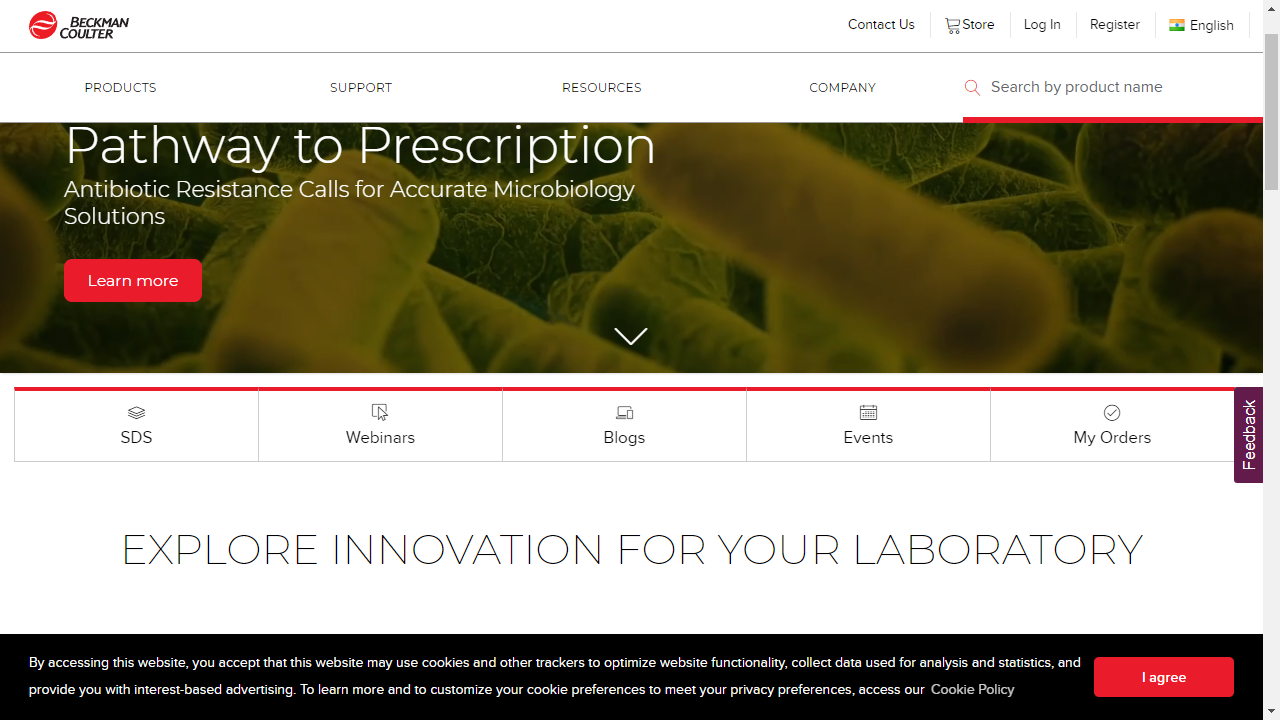 BECKMAN
COULTER
Contact Us
Store
Log In
Register
English
PRODUCTS
SUPPORT
RESOURCES
COMPANY
Search by product name
Pathway to Prescription
Antibiotic Resistance Calls for Accurate Microbiology
Solutions
Learn more
SDS
Webinars
Blogs
Events
My Orders
Feedback
EXPLORE INNOVATION FOR YOUR LABORATORY
By accessing this website, you accept that this website may use cookies and other trackers to optimize website functionality, collect data used for analysis and statistics, and
provide you with interest-based advertising. To learn more and to customize your cookie preferences to meet your privacy preferences, access our Cookie Policy
I agree